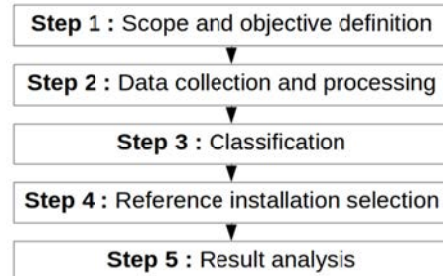 Step 1 : Scope and objective definition
Step 2 : Data collection and processing
Step 3 : Classification
Step 4 : Reference installation selection
Step 5 : Result analysis